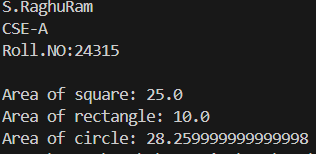 S.RaghuRam
CSE-A
Roll.NO:24315
Area of square: 25.0
Area of rectangle: 10.0
Area of circle: 28.259999999999998